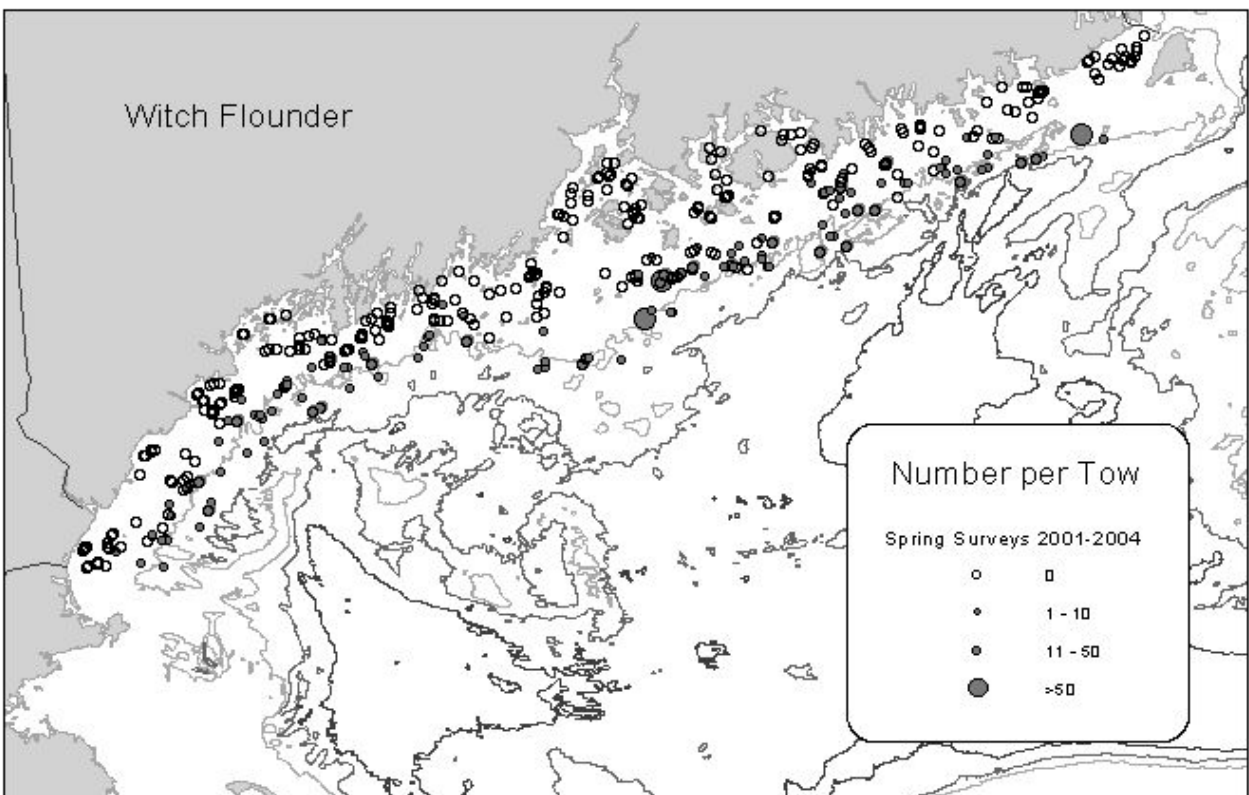 Witch Flounder
Number per Tow
Spring Surveys 2001-2004
0
1 - 10
11 - 50
>50